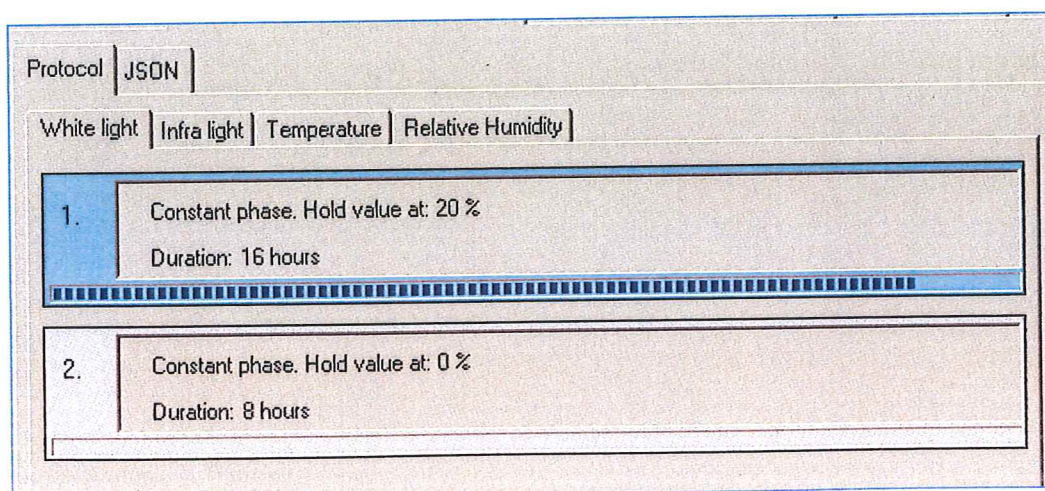 Protocol JSON
White light Infra light Temperature Relative Humidity
1.
Constant phase. Hold value at: 20 %
Duration: 16 hours
2.
Constant phase. Hold value at: 0 %
Duration: 8 hours